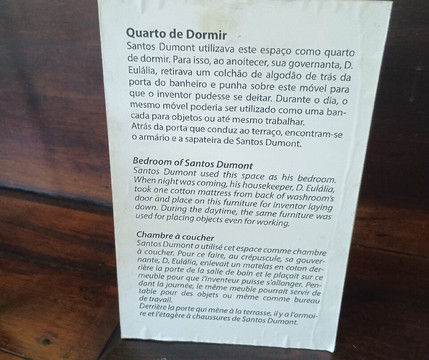 Quarto de Dormir
Santos Dumont utilizava este espaço como quarto
de dormir. Para isso, ao anoitecer, sua governanta, D.
Eulália, retirava um colchão de algodão de trás da
porta do banheiro e punha sobre este móvel para
que o inventor pudesse se deitar. Durante o dia, o
mesmo móvel poderia ser utilizado como uma ban-
cada para objetos ou até mesmo trabalhar.
Atrás da porta que conduz ao terraço, encontram-se
o armário e a sapateira de Santos Dumont.
Bedroom of Santos Dumont
Santos Dumont used this space as his bedroom.
When night was coming, his housekeeper, D. Eulália,
took one cotton mattress from back of washroom's
door and place on this furniture for inventor laying
down. During the daytime, the same furniture was
used for placing objects even for working.
Chambre à coucher
Santos Dumont a utilisé cet espace comme chambre
à coucher. Pour ce faire, au crépuscule, sa gouver-
nante, D. Eulália, enlevait un matelas en coton der-
rière la porte de la salle de bain et le plaçait sur ce
meuble pour que l'inventeur puisse s'allonger. Pen-
dant la journée, le même meuble pourrait servir de
table pour des objets ou même comme bureau
de travail.
Derrière la porte qui mène à la terrasse, il y a l'armoi-
re et l'étagère à chaussures de Santos Dumont.